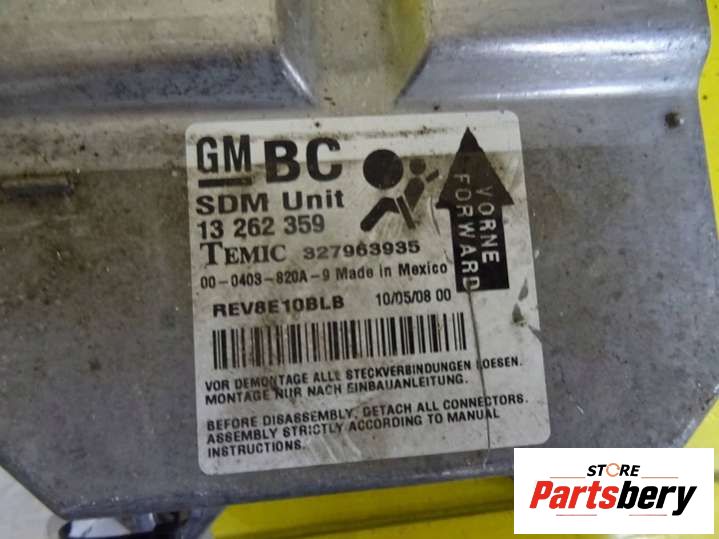 GM BC
SDM Unit
13 262 359
TEMIC 327963935
00-0403-820A-9 Made in Mexico
REV8E10BLB 10/05/08 00
VORNE
FORWARD
VOR DEMONTAGE ALLE STECKVERBINDUNGEN LOESEN.
MONTAGE NUR NACH EINBAUANLEITUNG.
BEFORE DISASSEMBLY, DETACH ALL CONNECTORS.
ASSEMBLY STRICTLY ACCORDING TO MANUAL
INSTRUCTIONS.
STORE
Partsbery